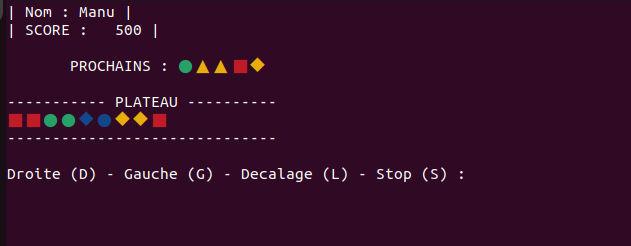 | Nom : Manu |
| SCORE :   500 |
PROCHAINS : ●▲▲■◆
----------- PLATEAU ----------
■■●●◆●◆◆■
------------------------------
Droite (D) - Gauche (G) - Decalage (L) - Stop (S) :